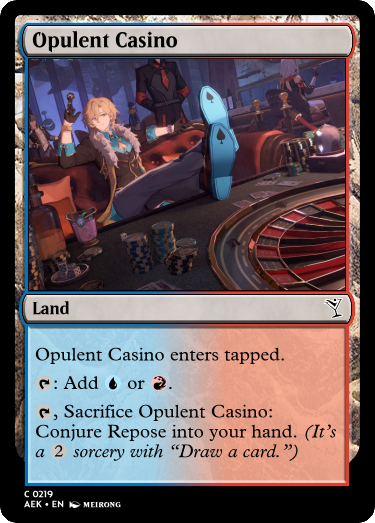 Opulent Casino
Land
Opulent Casino enters tapped.
: Add or .
, Sacrifice Opulent Casino:
Conjure Repose into your hand. (It's
a 2 sorcery with “Draw a card.”)
C 0219
AEK • EN MEIRONG